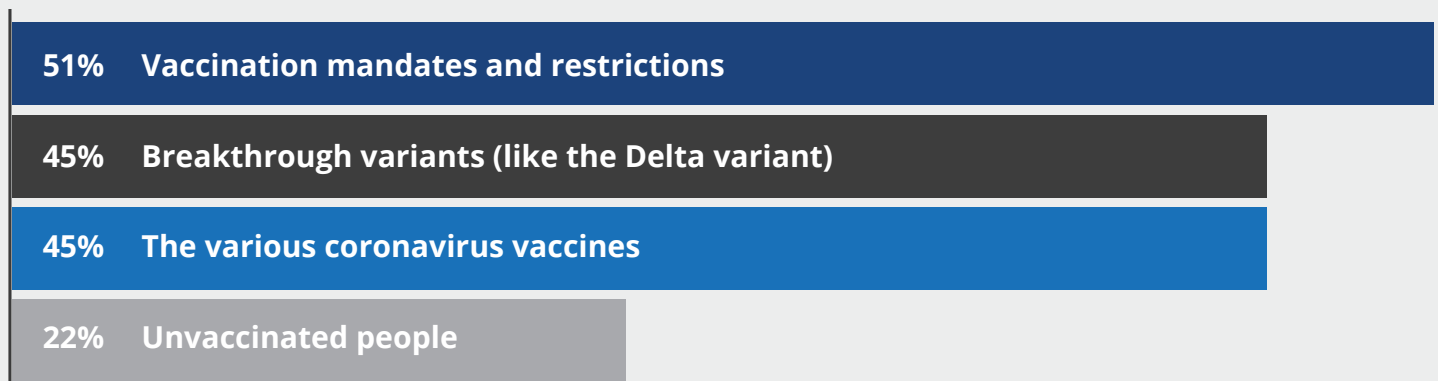 51% Vaccination mandates and restrictions
45% Breakthrough variants (like the Delta variant)
45% The various coronavirus vaccines
22% Unvaccinated people